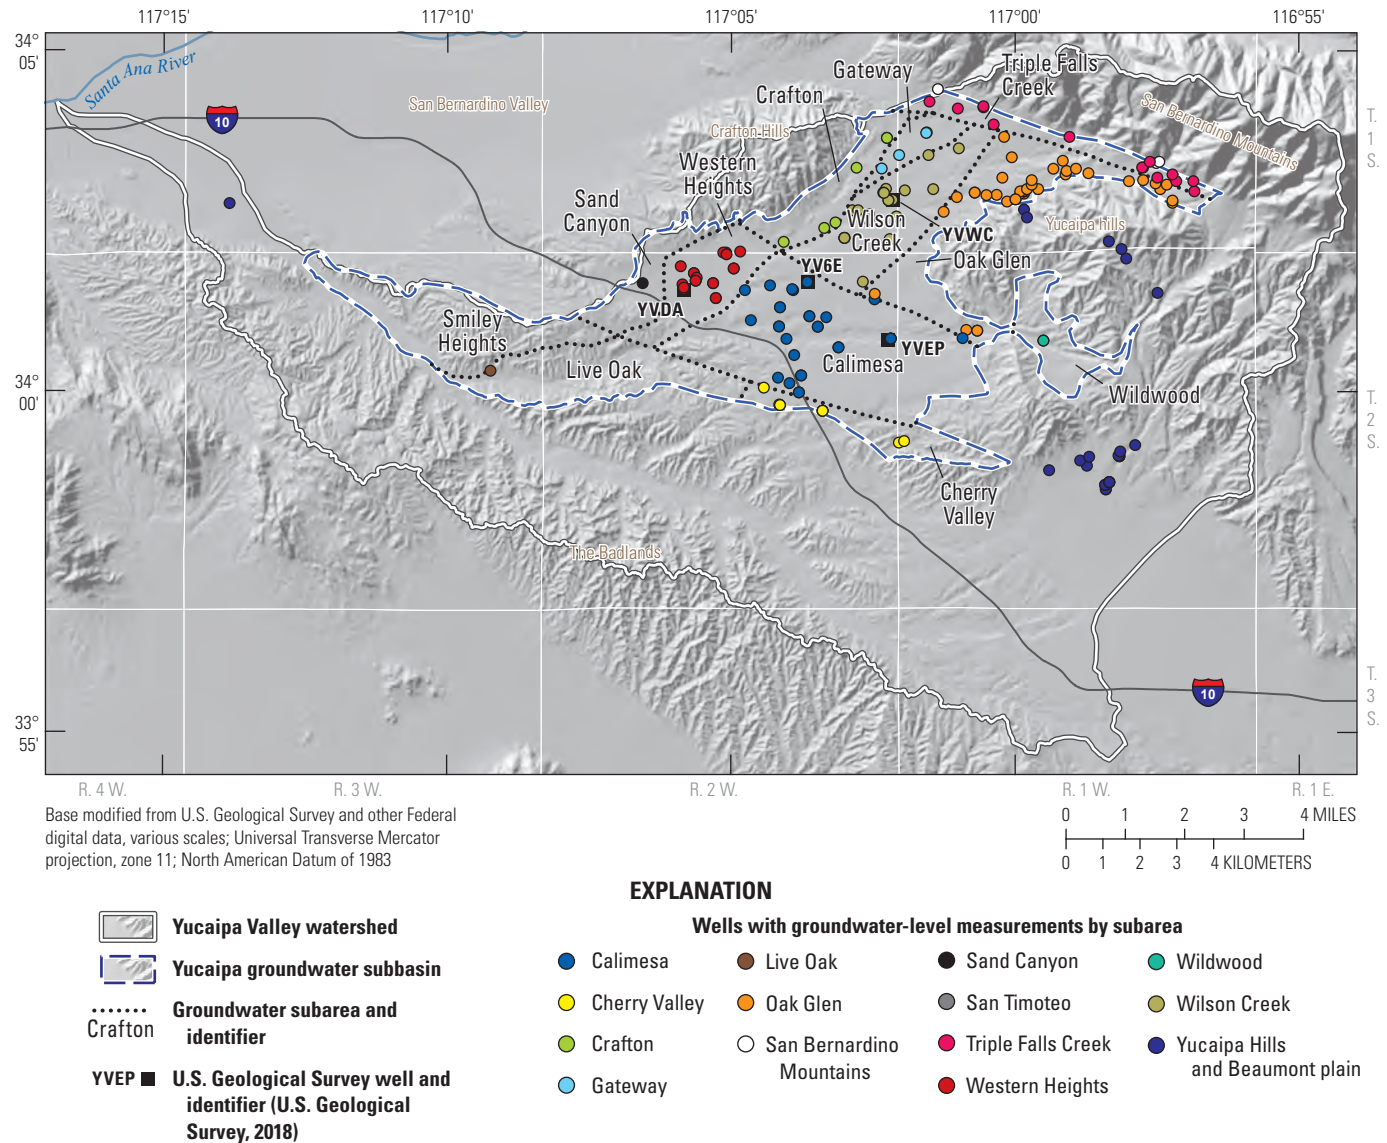 117°15'
117°10'
117°05'
117°00'
116°55'
34°
05'
34°
00'
33°
55'
T.
1
S.
T.
2
S.
T.
3
S.
Santa Ana River
10
San Bernardino Valley
Crafton Hills
San Bernardino Mountains
Gateway
Triple Falls
Creek
Crafton
Western
Heights
Sand
Canyon
Wilson
Creek
YVWC
Yucaipa hills
Oak Glen
YV6E
YVDA
YVEP
Smiley
Heights
Live Oak
Calimesa
Wildwood
Cherry
Valley
The Badlands
10
R. 4 W.
R. 3 W.
R. 2 W.
R. 1 W.
R. 1 E.
Base modified from U.S. Geological Survey and other Federal
digital data, various scales; Universal Transverse Mercator
projection, zone 11; North American Datum of 1983
0 1 2 3 4 MILES
0 1 2 3 4 KILOMETERS
EXPLANATION
Yucaipa Valley watershed
Yucaipa groundwater subbasin
Crafton
Groundwater subarea and
identifier
YVEP
U.S. Geological Survey well and
identifier (U.S. Geological
Survey, 2018)
Wells with groundwater-level measurements by subarea
Calimesa
Cherry Valley
Crafton
Gateway
Live Oak
Oak Glen
San Bernardino
Mountains
Sand Canyon
San Timoteo
Triple Falls Creek
Western Heights
Wildwood
Wilson Creek
Yucaipa Hills
and Beaumont plain